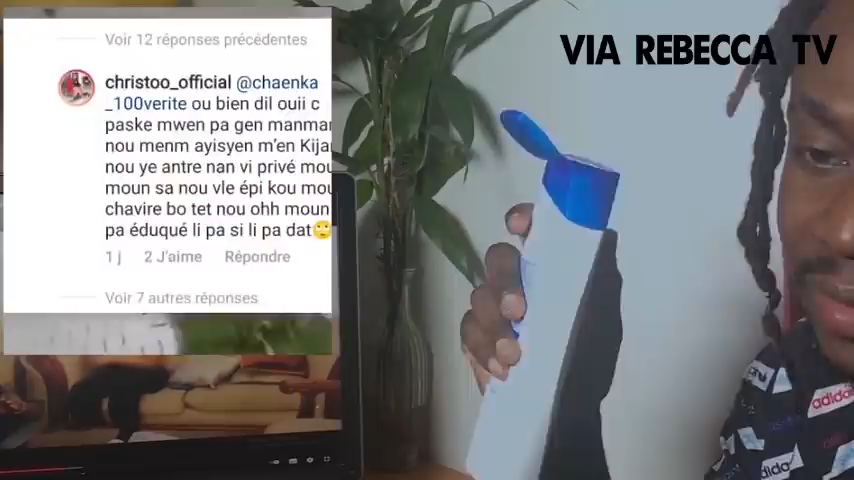 VIA REBECCA TV
Voir 12 réponses précédentes
christoo_official @chaenka
_100verite ou bien dil ouii c
paske mwen pa gen manmar
nou menm ayisyen m'en Kijar
nou ye antre nan vi privé mou
moun sa nou vle épi kou mou
chavire bo tet nou ohh moun
pa éduqué li pa si li pa dat🙄
1 j 2 J'aime Répondre
Voir 7 autres réponses
adidas
adidas